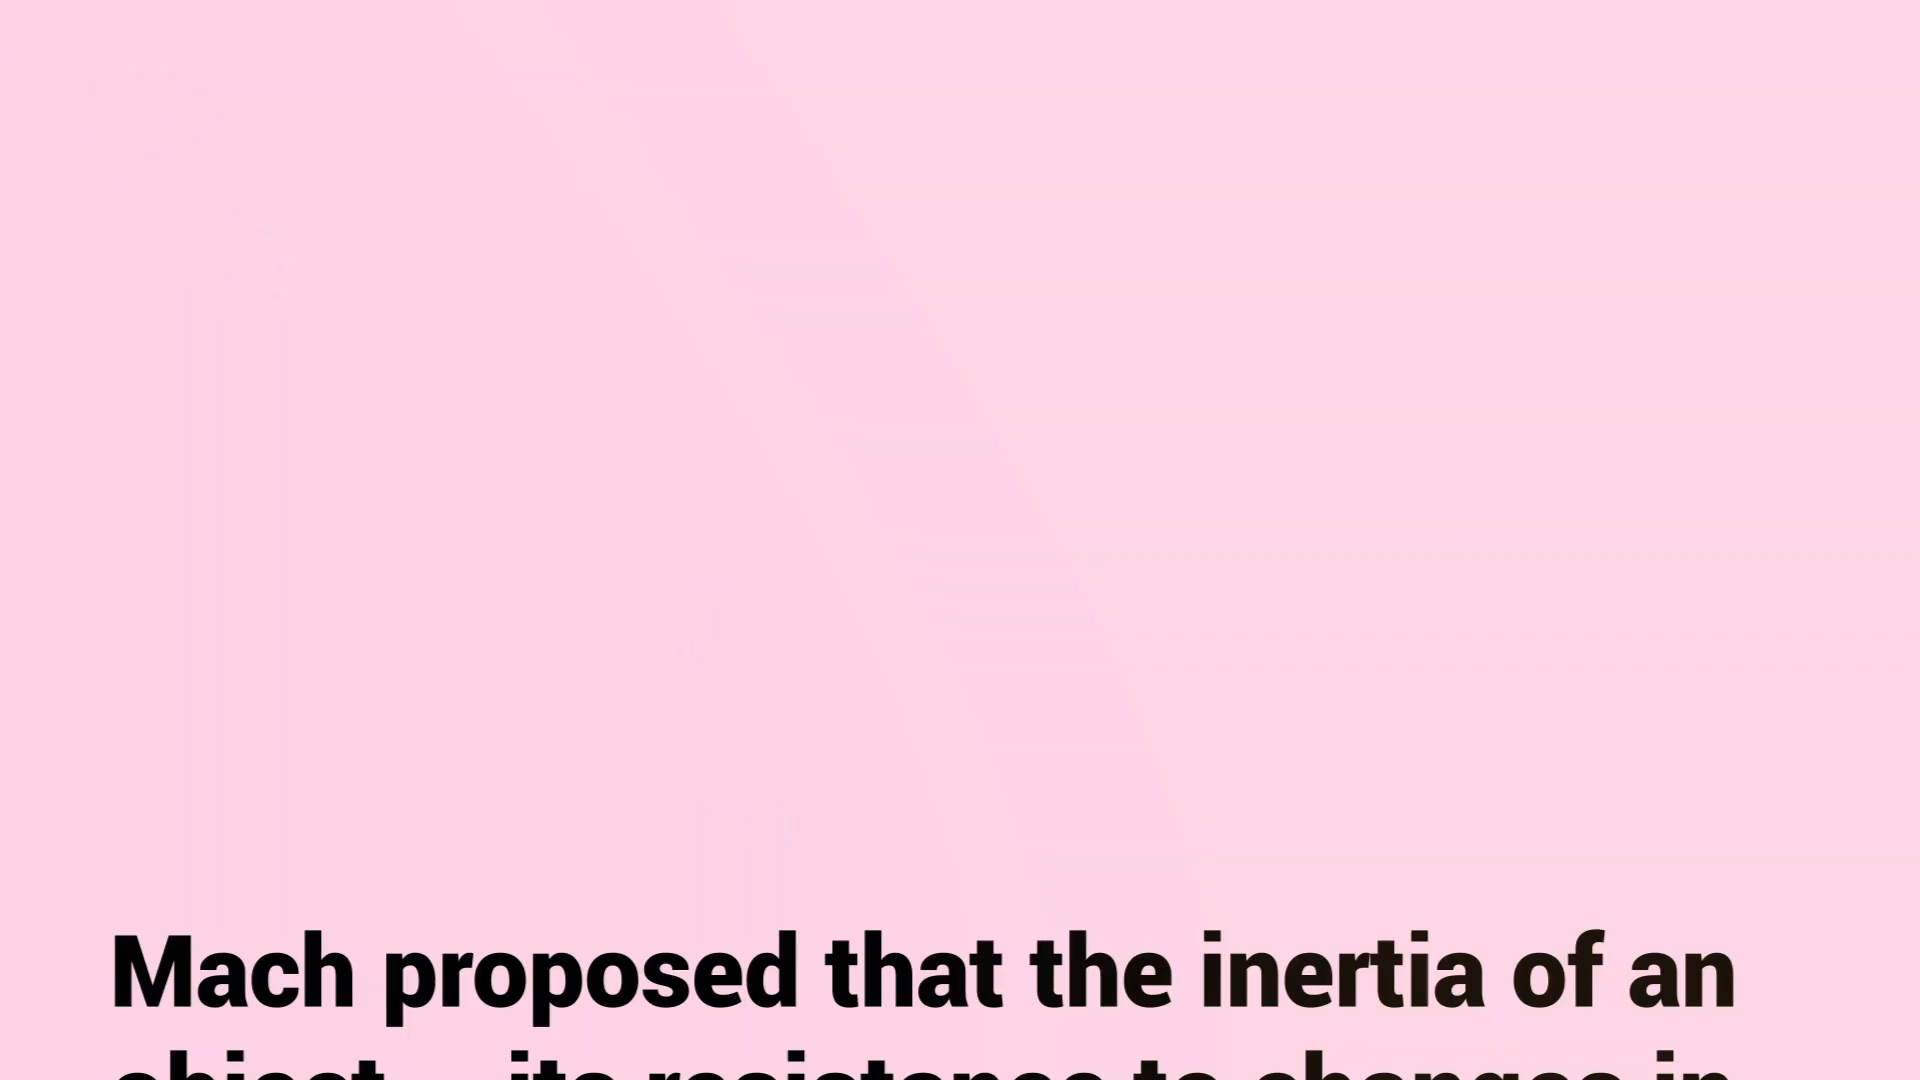 Mach proposed that the inertia of an
object – its resistance to changes in